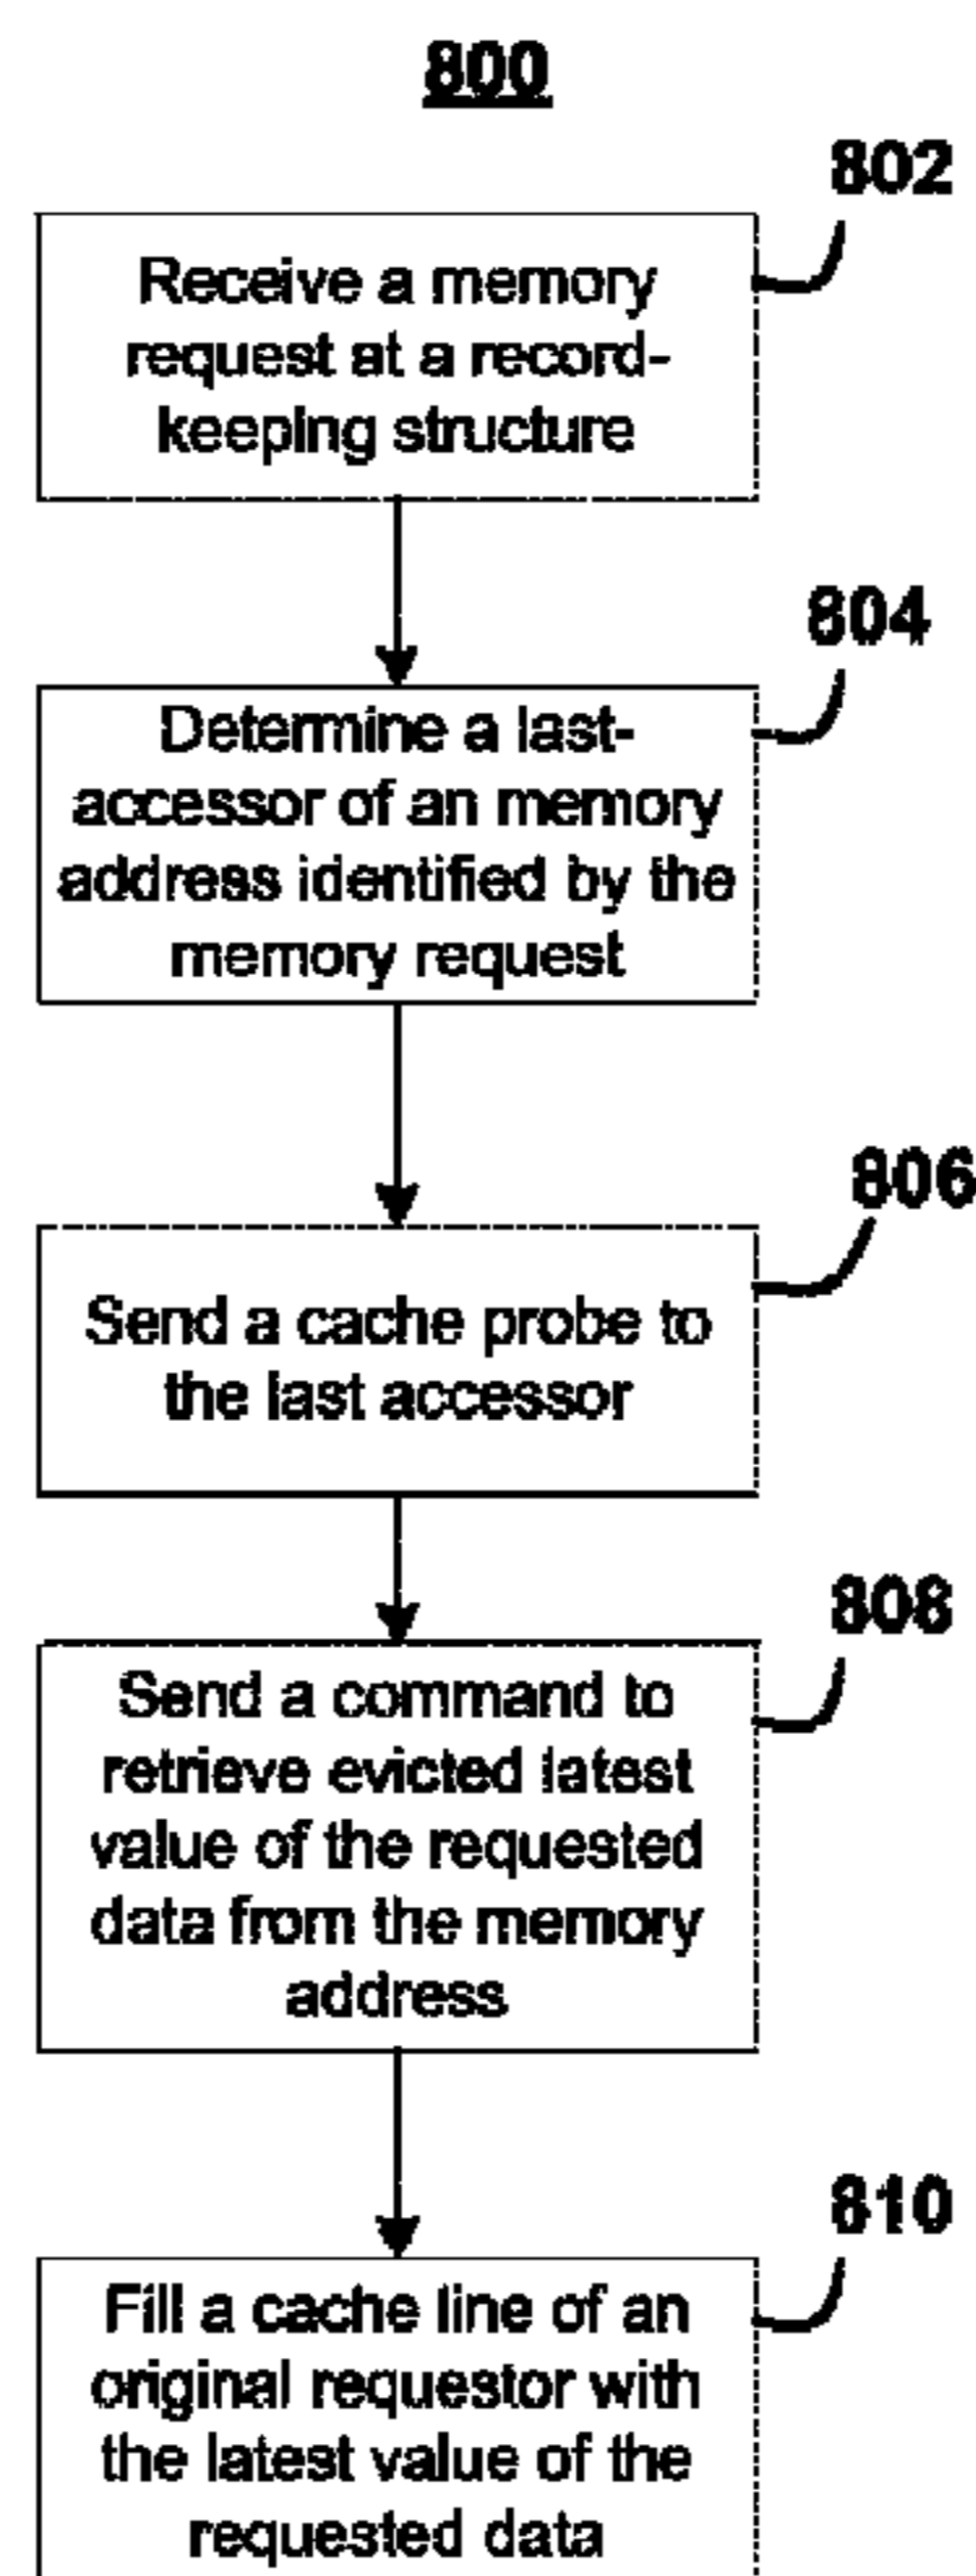 800
802
Receive a memory
request at a record-
keeping structure
804
Determine a last-
accessor of an memory
address identified by the
memory request
806
Send a cache probe to
the last accessor
808
Send a command to
retrieve evicted latest
value of the requested
data from the memory
address
810
Fill a cache line of an
original requestor with
the latest value of the
requested data